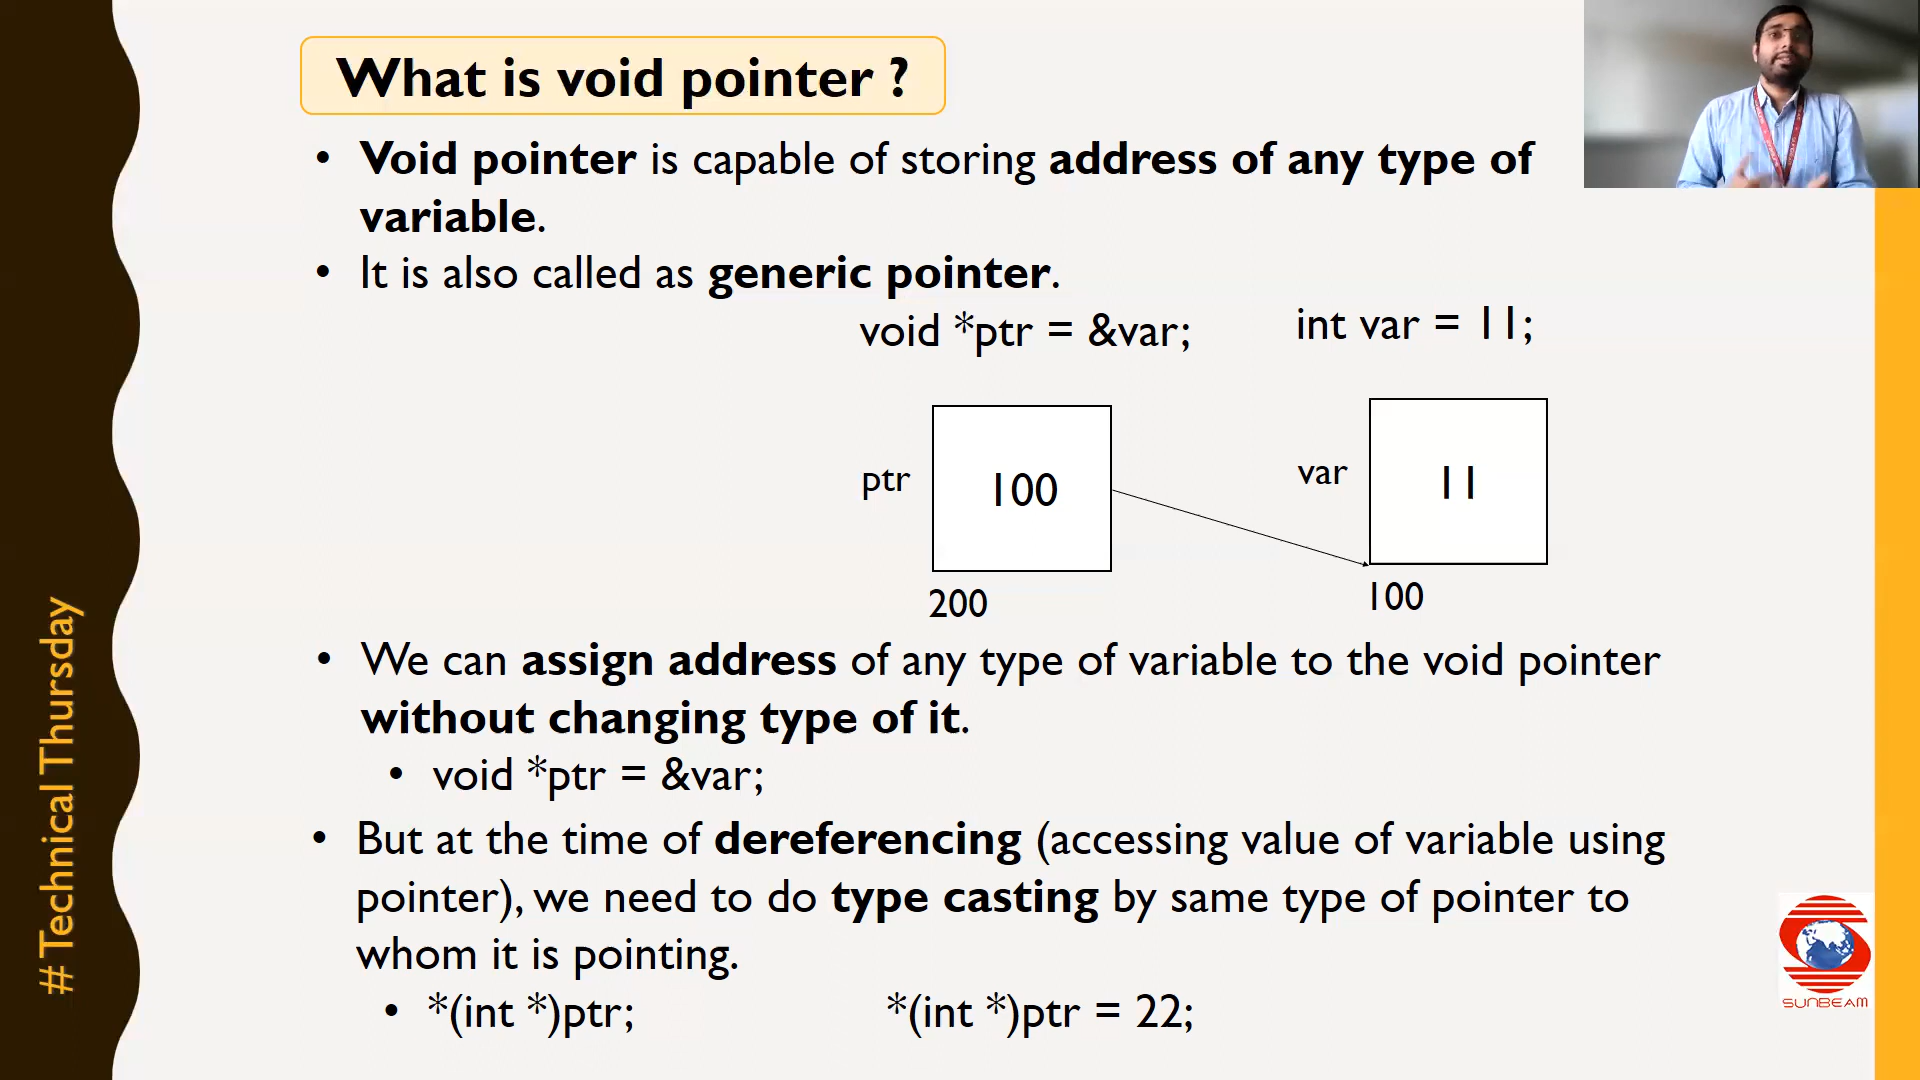 What is void pointer ?
• Void pointer is capable of storing address of any type of
variable.
• It is also called as generic pointer.
void *ptr = &var;
int var = 11;
ptr
100
var
11
200
100
• We can assign address of any type of variable to the void pointer
without changing type of it.
• void *ptr = &var;
• But at the time of dereferencing (accessing value of variable using
pointer), we need to do type casting by same type of pointer to
whom it is pointing.
• *(int *)ptr;
*(int *)ptr = 22;
# Technical Thursday
SUNBEAM